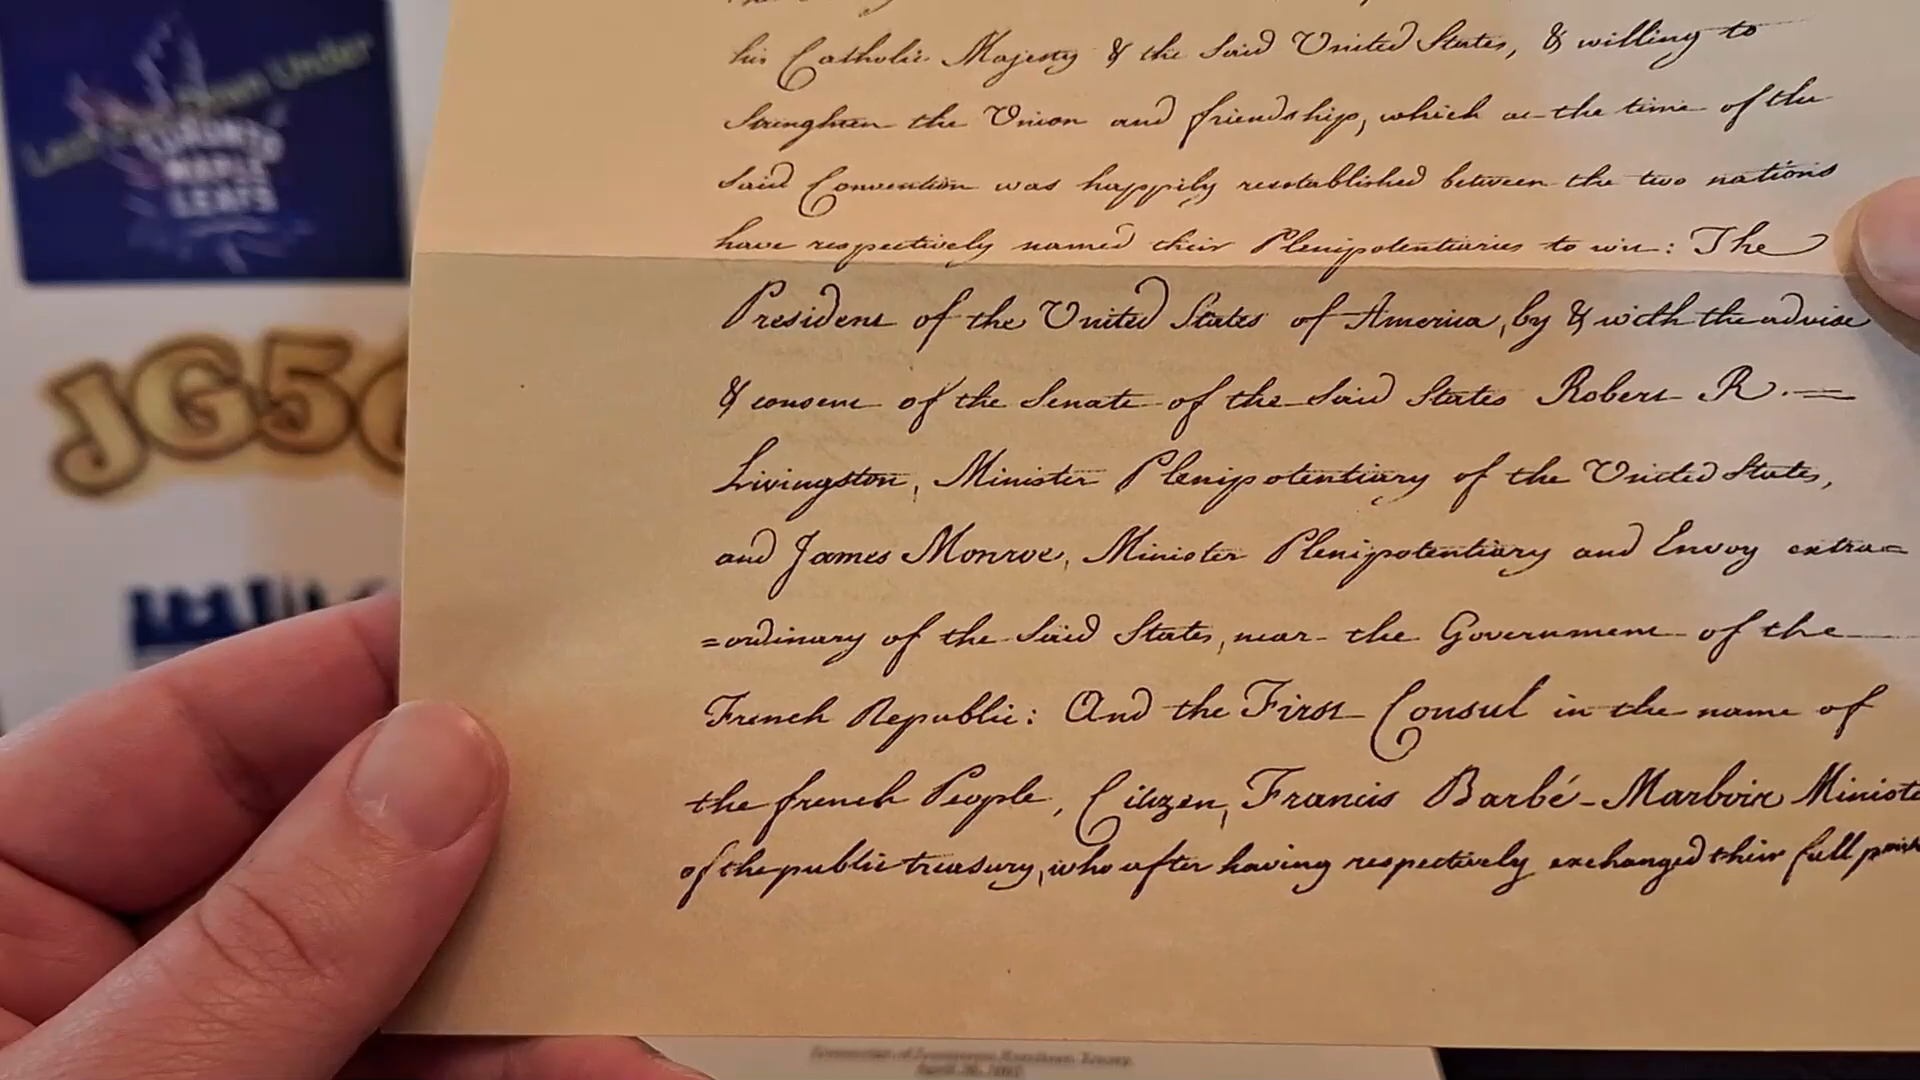 his Catholic Majesty & the Said United States, & willing to
Strenghten the Union and friendship, which at the time of the
Said Convention was happily reestablished between the two nations
have respectively named their Plenipotentiaries to wit: The
President of the United States of America, by & with the advise
& consent of the Senate of the Said States Robert R. =
Livingston, Minister Plenipotentiary of the United States,
and James Monroe, Minister Plenipotentiary and Envoy extra=
=ordinary of the Said States, near the Government of the
French Republic: And the First Consul in the name of
the french People, Citizen, Francis Barbé-Marbois Ministe
of the public treasury, who after having respectively exchanged their full
Down Under
TORONTO
MAPLE
LEAFS
JG5